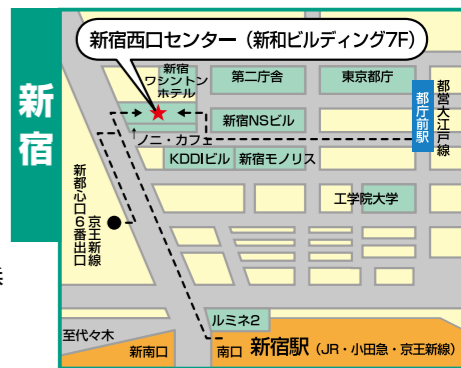 新宿西口センター（新和ビルディング7F）
新宿
新宿
ワシントン
ホテル
第二庁舎
東京都庁
都庁前駅
都営大江戸線
新宿NSビル
ノニ・カフェ
KDDIビル
新宿モノリス
工学院大学
新都心口6番出口
京王新線
ルミネ2
至代々木
新南口
南口
新宿駅（JR・小田急・京王新線）